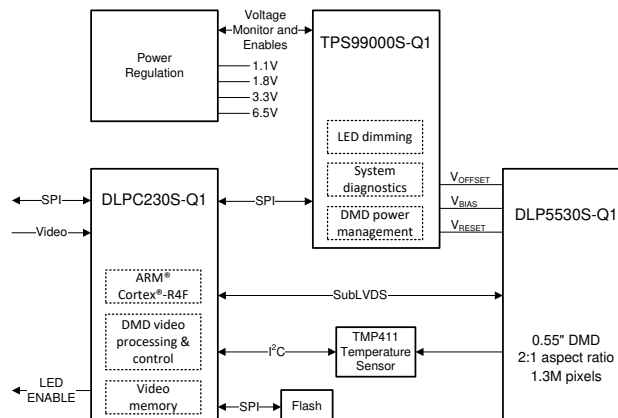 Voltage
Monitor and
Enables
Power
Regulation
1.1V
1.8V
3.3V
6.5V
TPS99000S-Q1
LED dimming
System
diagnostics
DMD power
management
V_OFFSET
V_BIAS
V_RESET
DLPC230S-Q1
SPI
Video
SPI
ARM®
Cortex®-R4F
DMD video
processing &
control
Video
memory
LED
ENABLE
SubLVDS
I²C
TMP411
Temperature
Sensor
SPI
Flash
DLP5530S-Q1
0.55" DMD
2:1 aspect ratio
1.3M pixels